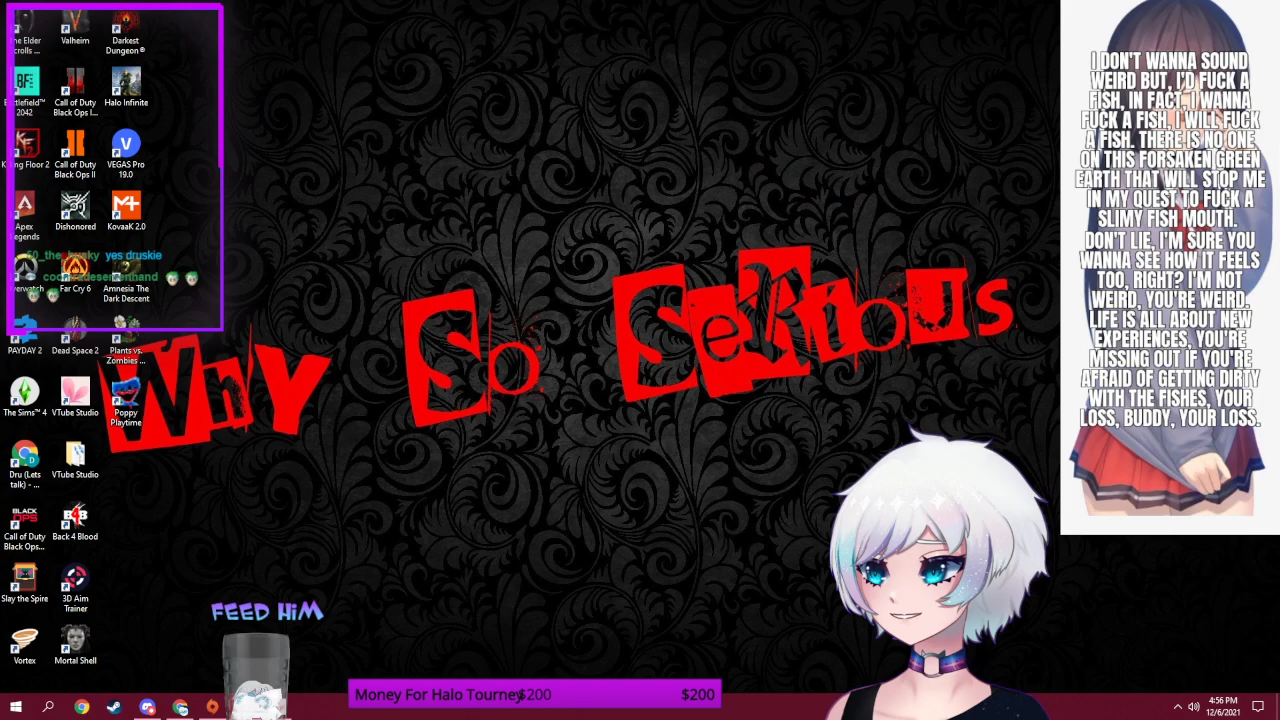 Valheim
Darkest
Dungeon®
Call of Duty
Black Ops I...
Halo Infinite
2042
Call of Duty
Black Ops II
VEGAS Pro
19.0
Apex
Legends
Dishonored
KovaaK 2.0
yes druskie
Far Cry 6
Amnesia The
Dark Descent
PAYDAY 2
Dead Space 2
Plants vs.
Zombies ...
The Sims™ 4
VTube Studio
Poppy
Playtime
Dru (Lets
talk) - ...
VTube Studio
BLACK
OPS
Call of Duty
Black Ops...
B4B
Back 4 Blood
Slay the Spire
3D Aim
Trainer
Vortex
Mortal Shell
Why So Serious
FEED HiM
Money For Halo Tourney
$200
$200
I DON'T WANNA SOUND
WEIRD BUT, I'D FUCK A
FISH, IN FACT, I WANNA
FUCK A FISH, I WILL FUCK
A FISH. THERE IS NO ONE
ON THIS FORSAKEN GREEN
EARTH THAT WILL STOP ME
IN MY QUEST TO FUCK A
SLIMY FISH MOUTH.
DON'T LIE, I'M SURE YOU
WANNA SEE HOW IT FEELS
TOO, RIGHT? I'M NOT
WEIRD. YOU'RE WEIRD.
LIFE IS ALL ABOUT NEW
EXPERIENCES, YOU'RE
MISSING OUT IF YOU'RE
AFRAID OF GETTING DIRTY
WITH THE FISHES. YOUR
LOSS, BUDDY, YOUR LOSS.
4:56 PM
12/6/2021